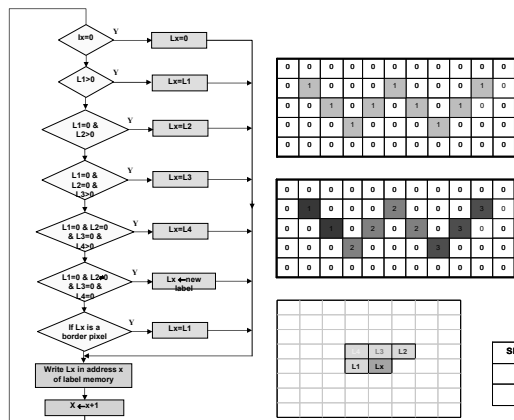 Ix=0
Y
Lx=0
L1>0
Y
Lx=L1
L1=0 &
L2>0
Y
Lx=L2
L1=0 &
L2=0 &
L3>0
Y
Lx=L3
L1=0 & L2=0
& L3=0 &
L4>0
Y
Lx=L4
L1=0 & L2≠0
& L3=0 &
L4=0
Y
Lx ←new
label
If Lx is a
border pixel
Y
Lx=L1
Write Lx in address x
of label memory
X ←x+1
0 0 0 0 0 0 0 0 0 0 0
0 1 0 0 0 1 0 0 0 1 0
0 0 1 0 1 0 1 0 1 0 0
0 0 0 1 0 0 0 1 0 0 0
0 0 0 0 0 0 0 0 0 0 0
0 0 0 0 0 0 0 0 0 0 0
0 1 0 0 0 2 0 0 0 3 0
0 0 1 0 2 0 2 0 3 0 0
0 0 0 2 0 0 0 3 0 0 0
0 0 0 0 0 0 0 0 0 0 0
L4 L3 L2
L1 Lx